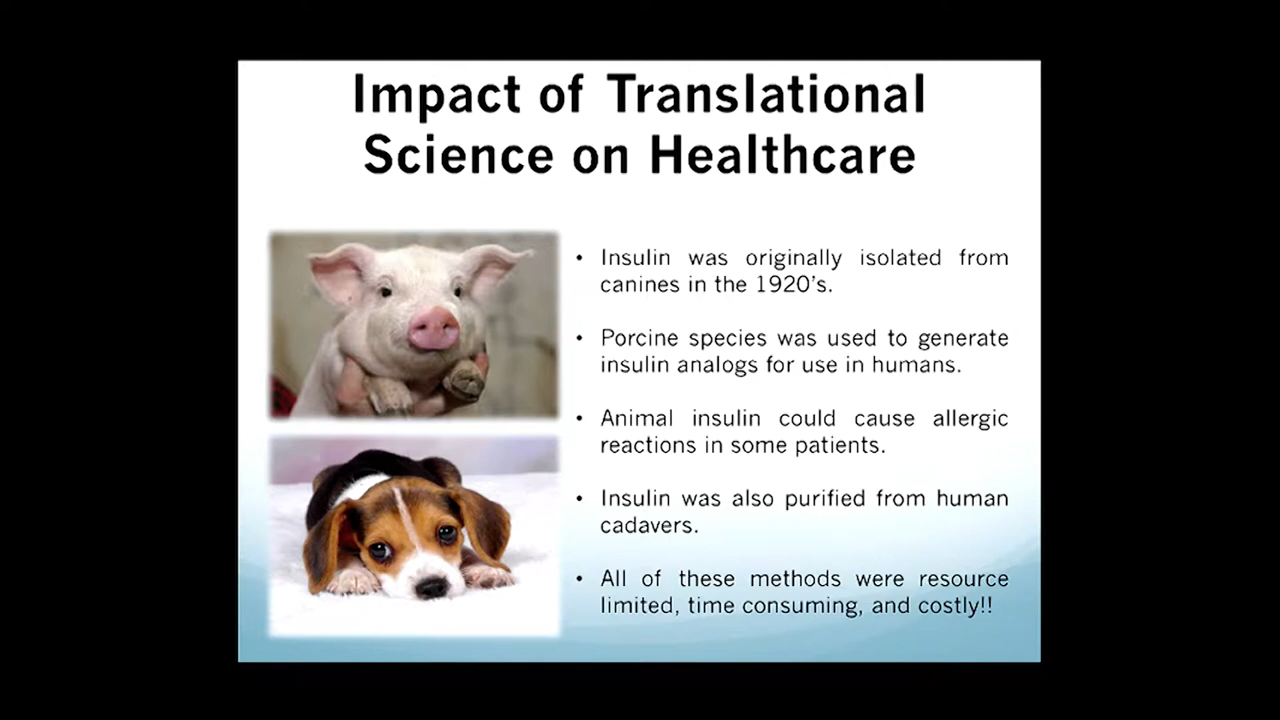 Impact of Translational
Science on Healthcare
• Insulin was originally isolated from
canines in the 1920's.
• Porcine species was used to generate
insulin analogs for use in humans.
• Animal insulin could cause allergic
reactions in some patients.
• Insulin was also purified from human
cadavers.
• All of these methods were resource
limited, time consuming, and costly!!